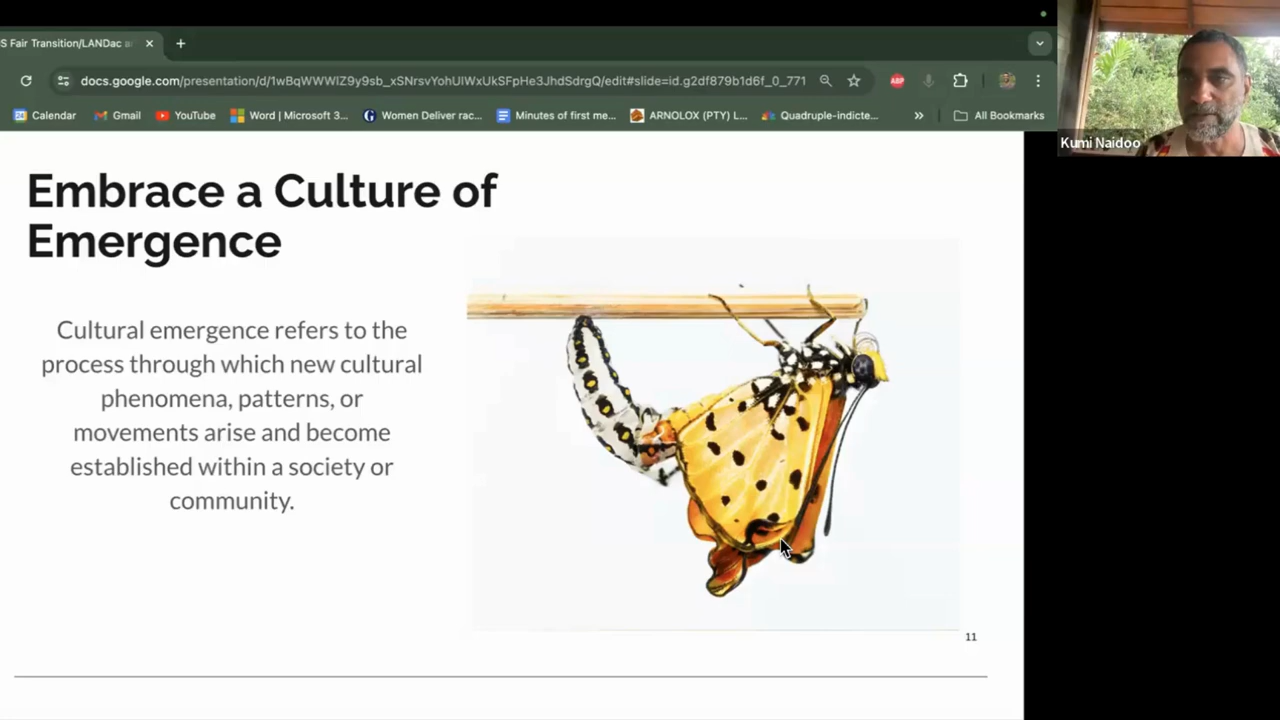 S Fair Transition/LANDac a
docs.google.com/presentation/d/1wBqWWWIZ9y9sb_xSNrsvYohUIWxUkSFpHe3JhdSdrgQ/edit#slide=id.g2df879b1d6f_0_771
Calendar Gmail YouTube Word | Microsoft 3... Women Deliver rac... Minutes of first me... ARNOLOX (PTY) L... Quadruple-indicte... » All Bookmarks
Kumi Naidoo
Embrace a Culture of
Emergence
Cultural emergence refers to the
process through which new cultural
phenomena, patterns, or
movements arise and become
established within a society or
community.
11